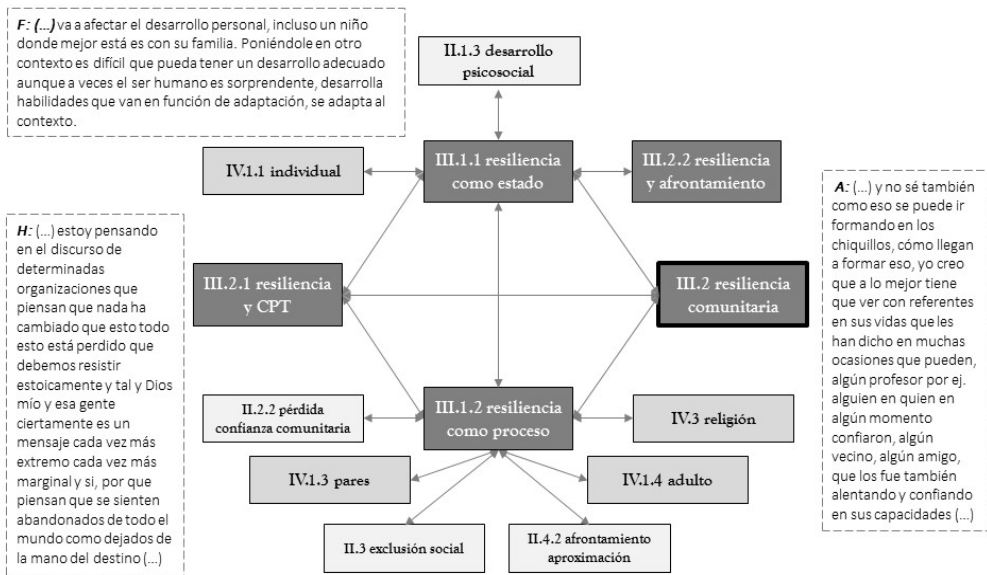 F: (...) va a afectar el desarrollo personal, incluso un niño
donde mejor está es con su familia. Poniéndole en otro
contexto es difícil que pueda tener un desarrollo adecuado
aunque a veces el ser humano es sorprendente, desarrolla
habilidades que van en función de adaptación, se adapta al
contexto.
II.1.3 desarrollo
psicosocial
IV.1.1 individual
III.1.1 resiliencia
como estado
III.2.2 resiliencia
y afrontamiento
H: (...) estoy pensando
en el discurso de
determinadas
organizaciones que
piensan que nada ha
cambiado que esto todo
esto está perdido que
debemos resistir
estoicamente y tal y Dios
mío y esa gente
ciertamente es un
mensaje cada vez más
extremo cada vez más
marginal y si, por que
piensan que se sienten
abandonados de todo el
mundo como dejados de
la mano del destino (...)
III.2.1 resiliencia
y CPT
III.2 resiliencia
comunitaria
A: (...) y no sé también
como eso se puede ir
formando en los
chiquillos, cómo llegan
a formar eso, yo creo
que a lo mejor tiene
que ver con referentes
en sus vidas que les
han dicho en muchas
ocasiones que pueden,
algún profesor por ej.
alguien en quien en
algún momento
confiaron, algún
vecino, algún amigo,
que los fue también
alentando y confiando
en sus capacidades (...)
II.2.2 pérdida
confianza comunitaria
III.1.2 resiliencia
como proceso
IV.3 religión
IV.1.3 pares
IV.1.4 adulto
II.3 exclusión social
II.4.2 afrontamiento
aproximación